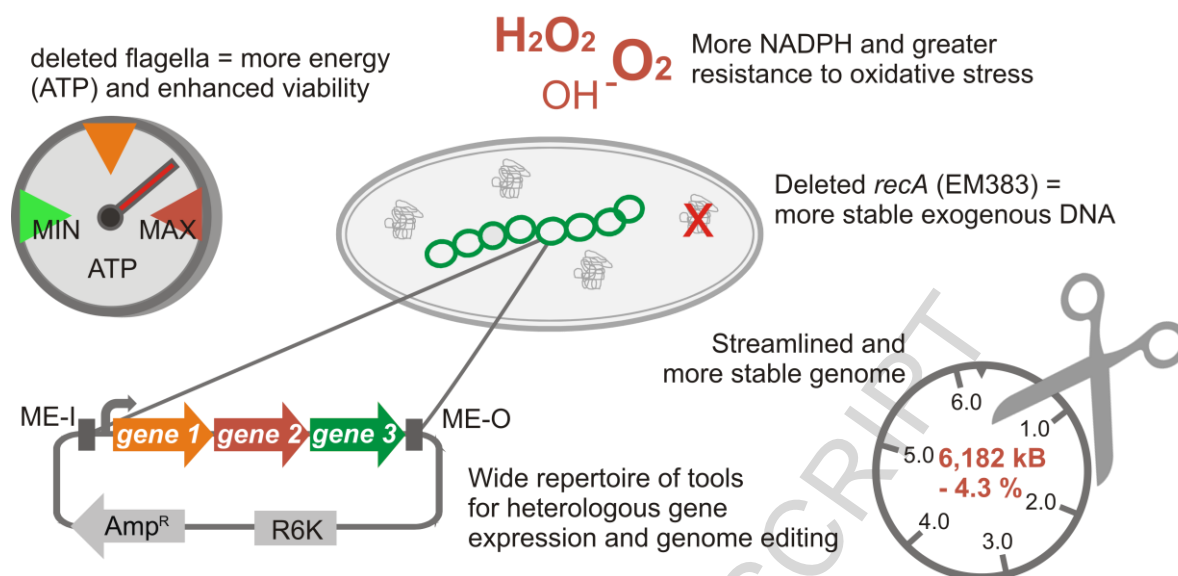 deleted flagella = more energy
(ATP) and enhanced viability
MIN
MAX
ATP
H₂O₂
O₂
OH⁻
More NADPH and greater
resistance to oxidative stress
X
Deleted recA (EM383) =
more stable exogenous DNA
Streamlined and
more stable genome
6.0
1.0
5.0
6,182 kB
- 4.3 %
2.0
4.0
3.0
ME-I
gene 1
gene 2
gene 3
ME-O
Ampᴿ
R6K
Wide repertoire of tools
for heterologous gene
expression and genome editing
SCRIPT